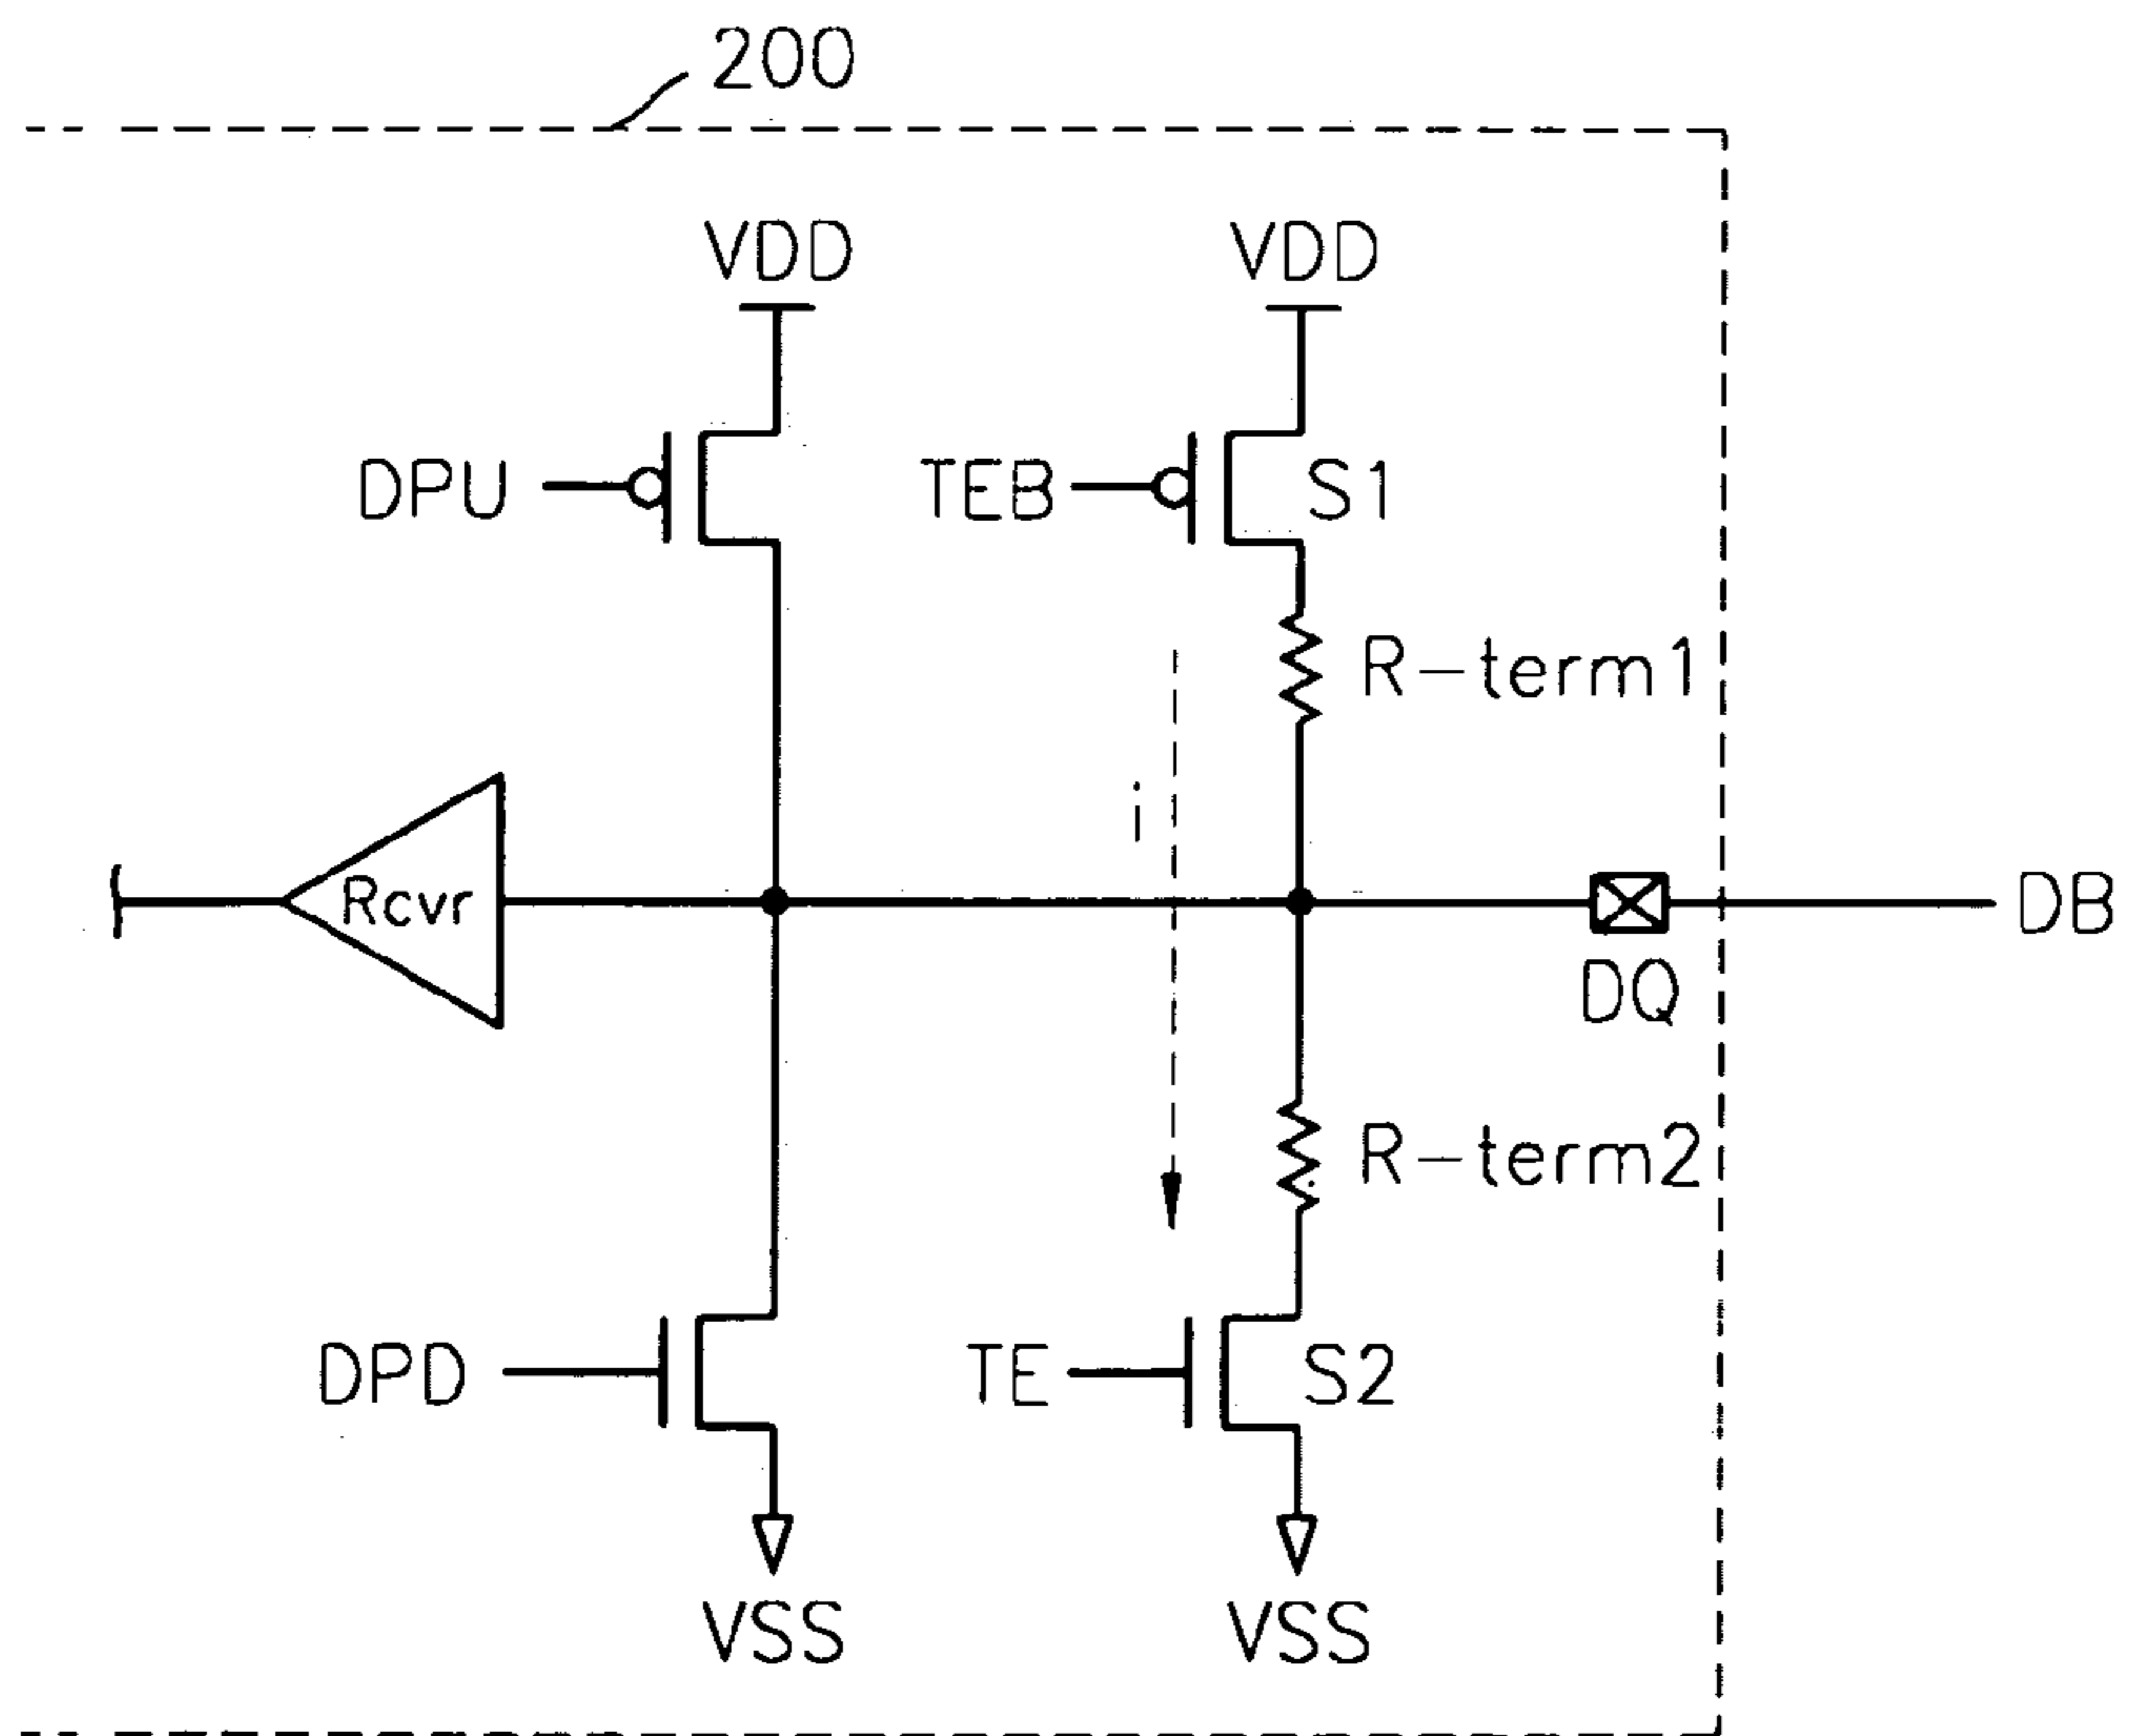 200
VDD VDD
DPU TEB S1
R-term1
i
Rcvr DB
DQ
R-term2
DPD TE S2
VSS VSS